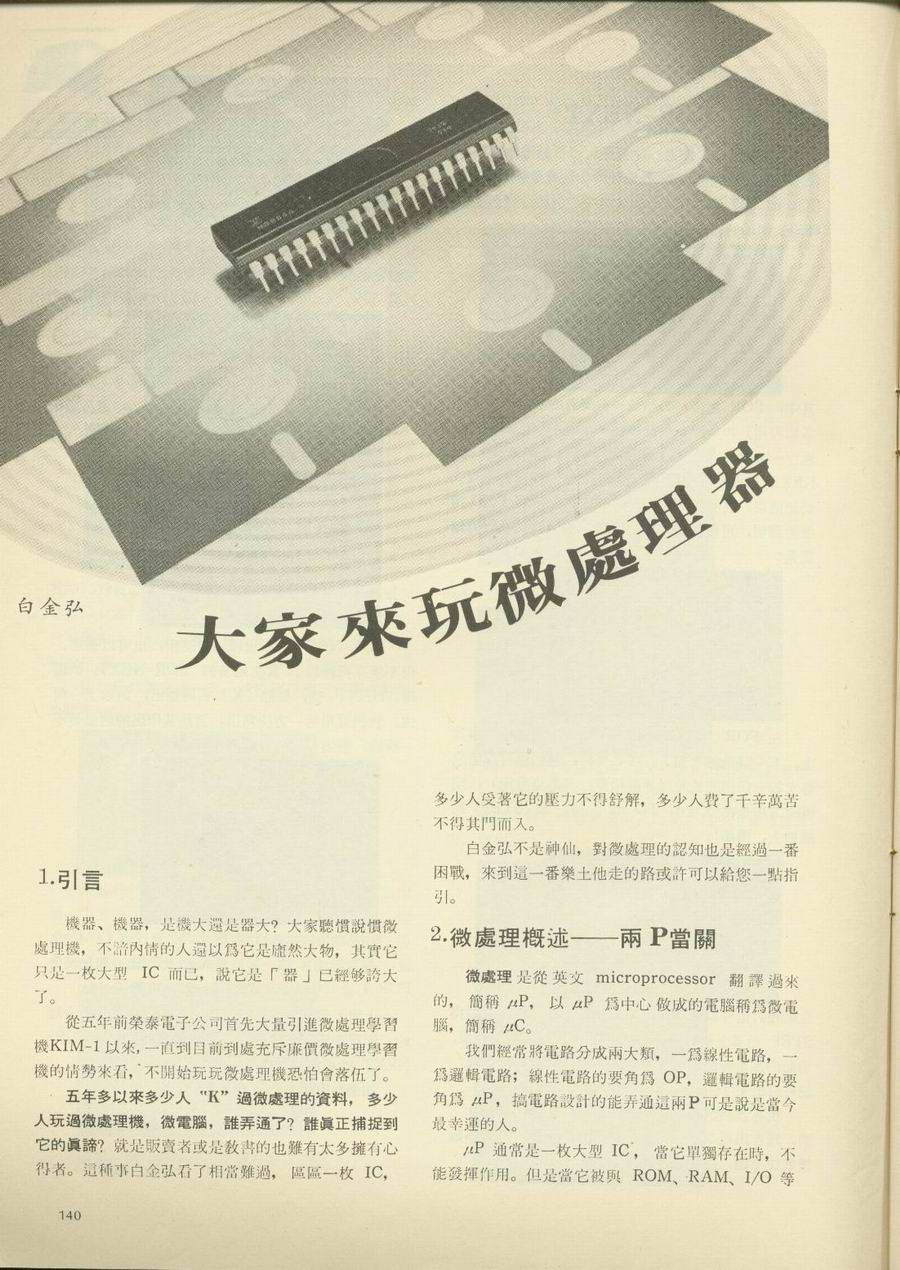 白金弘
大家來玩微處理器
1.引言
機器、機器，是機大還是器大？大家聽慣說慣微
處理機，不諳內情的人還以爲它是龐然大物，其實它
只是一枚大型 IC 而已，說它是「器」已經够誇大
了。
從五年前榮泰電子公司首先大量引進微處理學習
機KIM-1 以來，一直到目前到處充斥廉價微處理學習
機的情勢來看，不開始玩玩微處理機恐怕會落伍了。
五年多以來多少人 "K" 過微處理的資料，多少
人玩過微處理機，微電腦，誰弄通了？誰眞正捕捉到
它的眞諦？就是販賣者或是敎書的也難有太多擁有心
得者。這種事白金弘看了相當難過，區區一枚 IC，
多少人受著它的壓力不得舒解，多少人費了千辛萬苦
不得其門而入。
白金弘不是神仙，對微處理的認知也是經過一番
困戰，來到這一番樂土他走的路或許可以給您一點指
引。
2.微處理概述——兩 P當關
微處理是從英文 microprocessor 翻譯過來
的，簡稱 μP，以 μP 爲中心做成的電腦稱爲微電
腦，簡稱 μC。
我們經常將電路分成兩大類，一爲線性電路，一
爲邏輯電路；線性電路的要角爲 OP，邏輯電路的要
角爲 μP，搞電路設計的能弄通這兩P可是說是當今
最幸運的人。
μP 通常是一枚大型 IC，當它單獨存在時，不
能發揮作用。但是當它被與 ROM、RAM、I/O 等
140